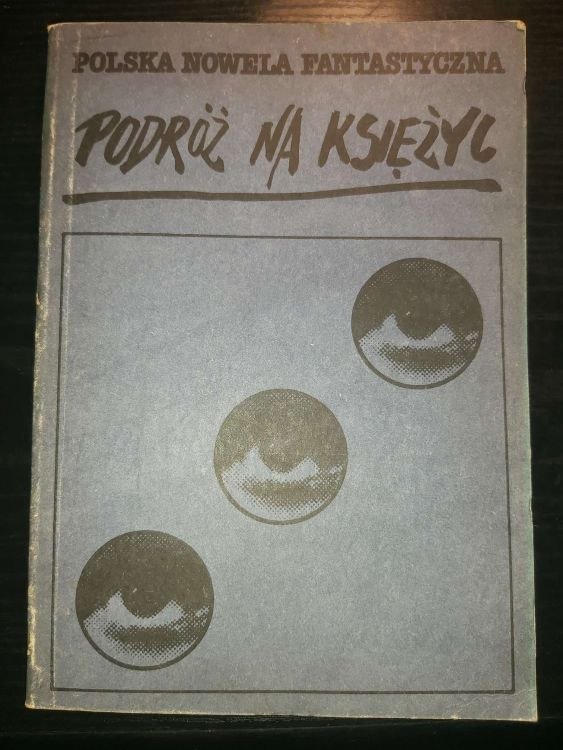 POLSKA NOWELA FANTASTYCZNA
PODRÓŻ NA KSIĘŻYC